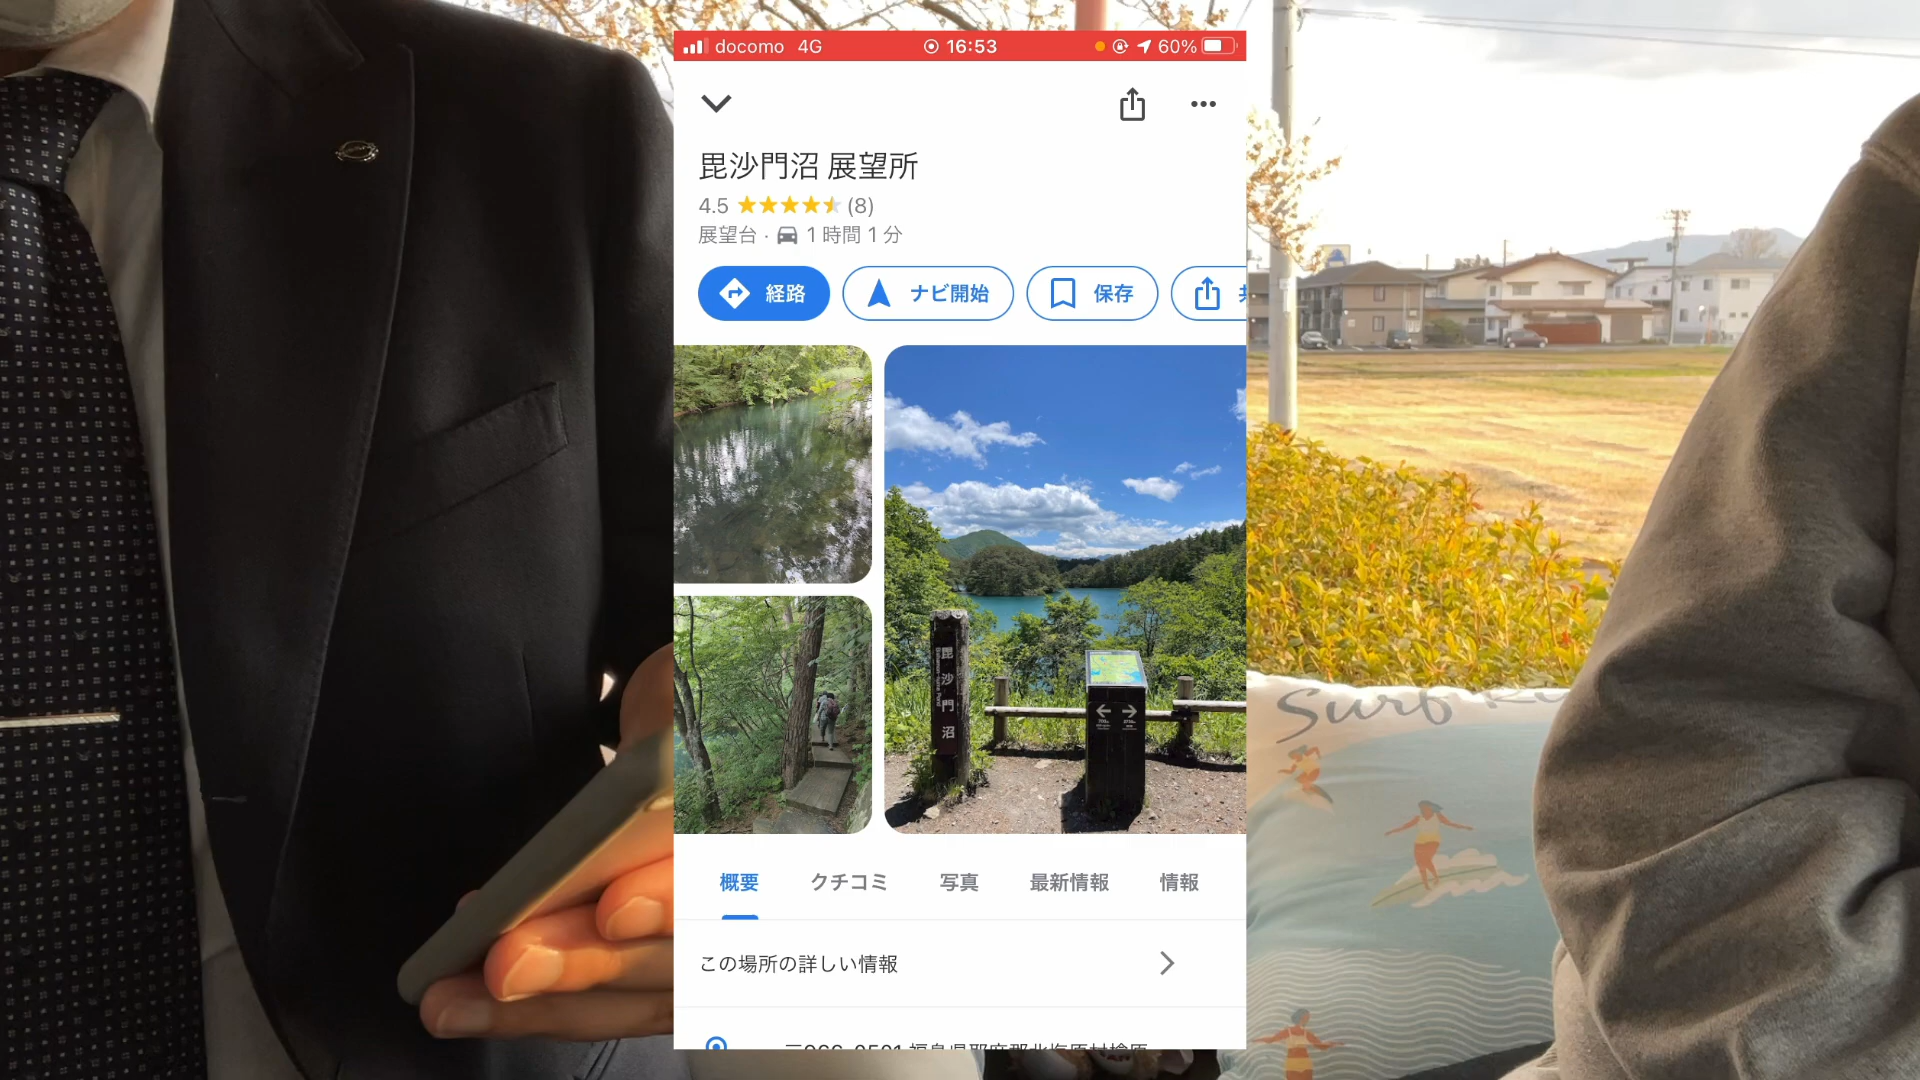 docomo 4G 16:53 60%
毘沙門沼 展望所
4.5 (8)
展望台 · 1 時間 1 分
経路 ナビ開始 保存
毘沙門沼
概要 クチコミ 写真 最新情報 情報
この場所の詳しい情報
Surf